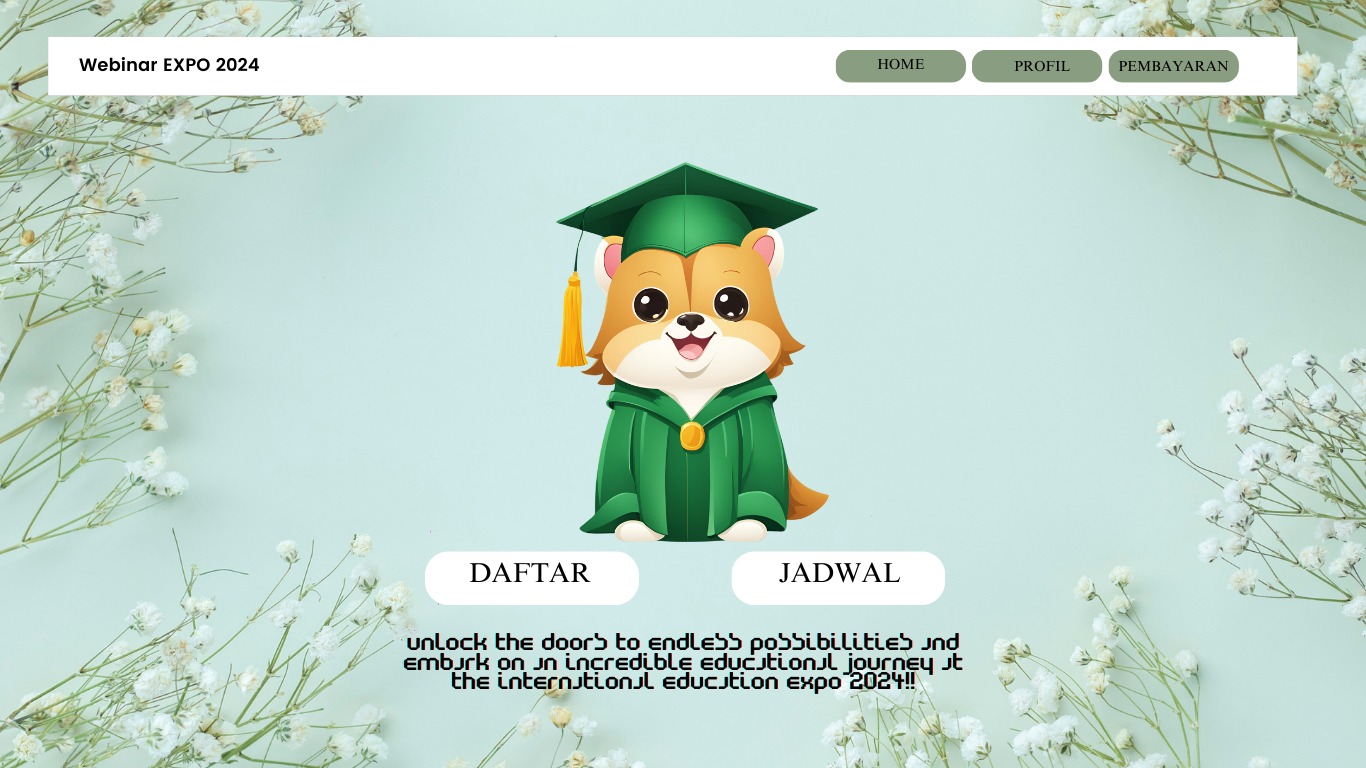 Webinar EXPO 2024
HOME
PROFIL
PEMBAYARAN
DAFTAR
JADWAL
unlock the doors to endless possibilities and
embark on an incredible educational journey at
the international education expo 2024!!